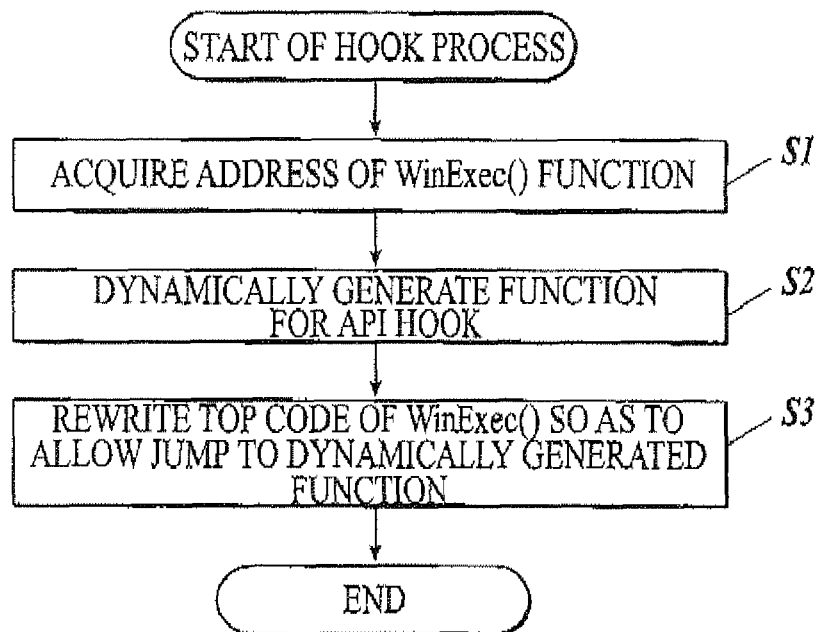 START OF HOOK PROCESS
ACQUIRE ADDRESS OF WinExec() FUNCTION
S1
DYNAMICALLY GENERATE FUNCTION
FOR API HOOK
S2
REWRITE TOP CODE OF WinExec() SO AS TO
ALLOW JUMP TO DYNAMICALLY GENERATED
FUNCTION
S3
END